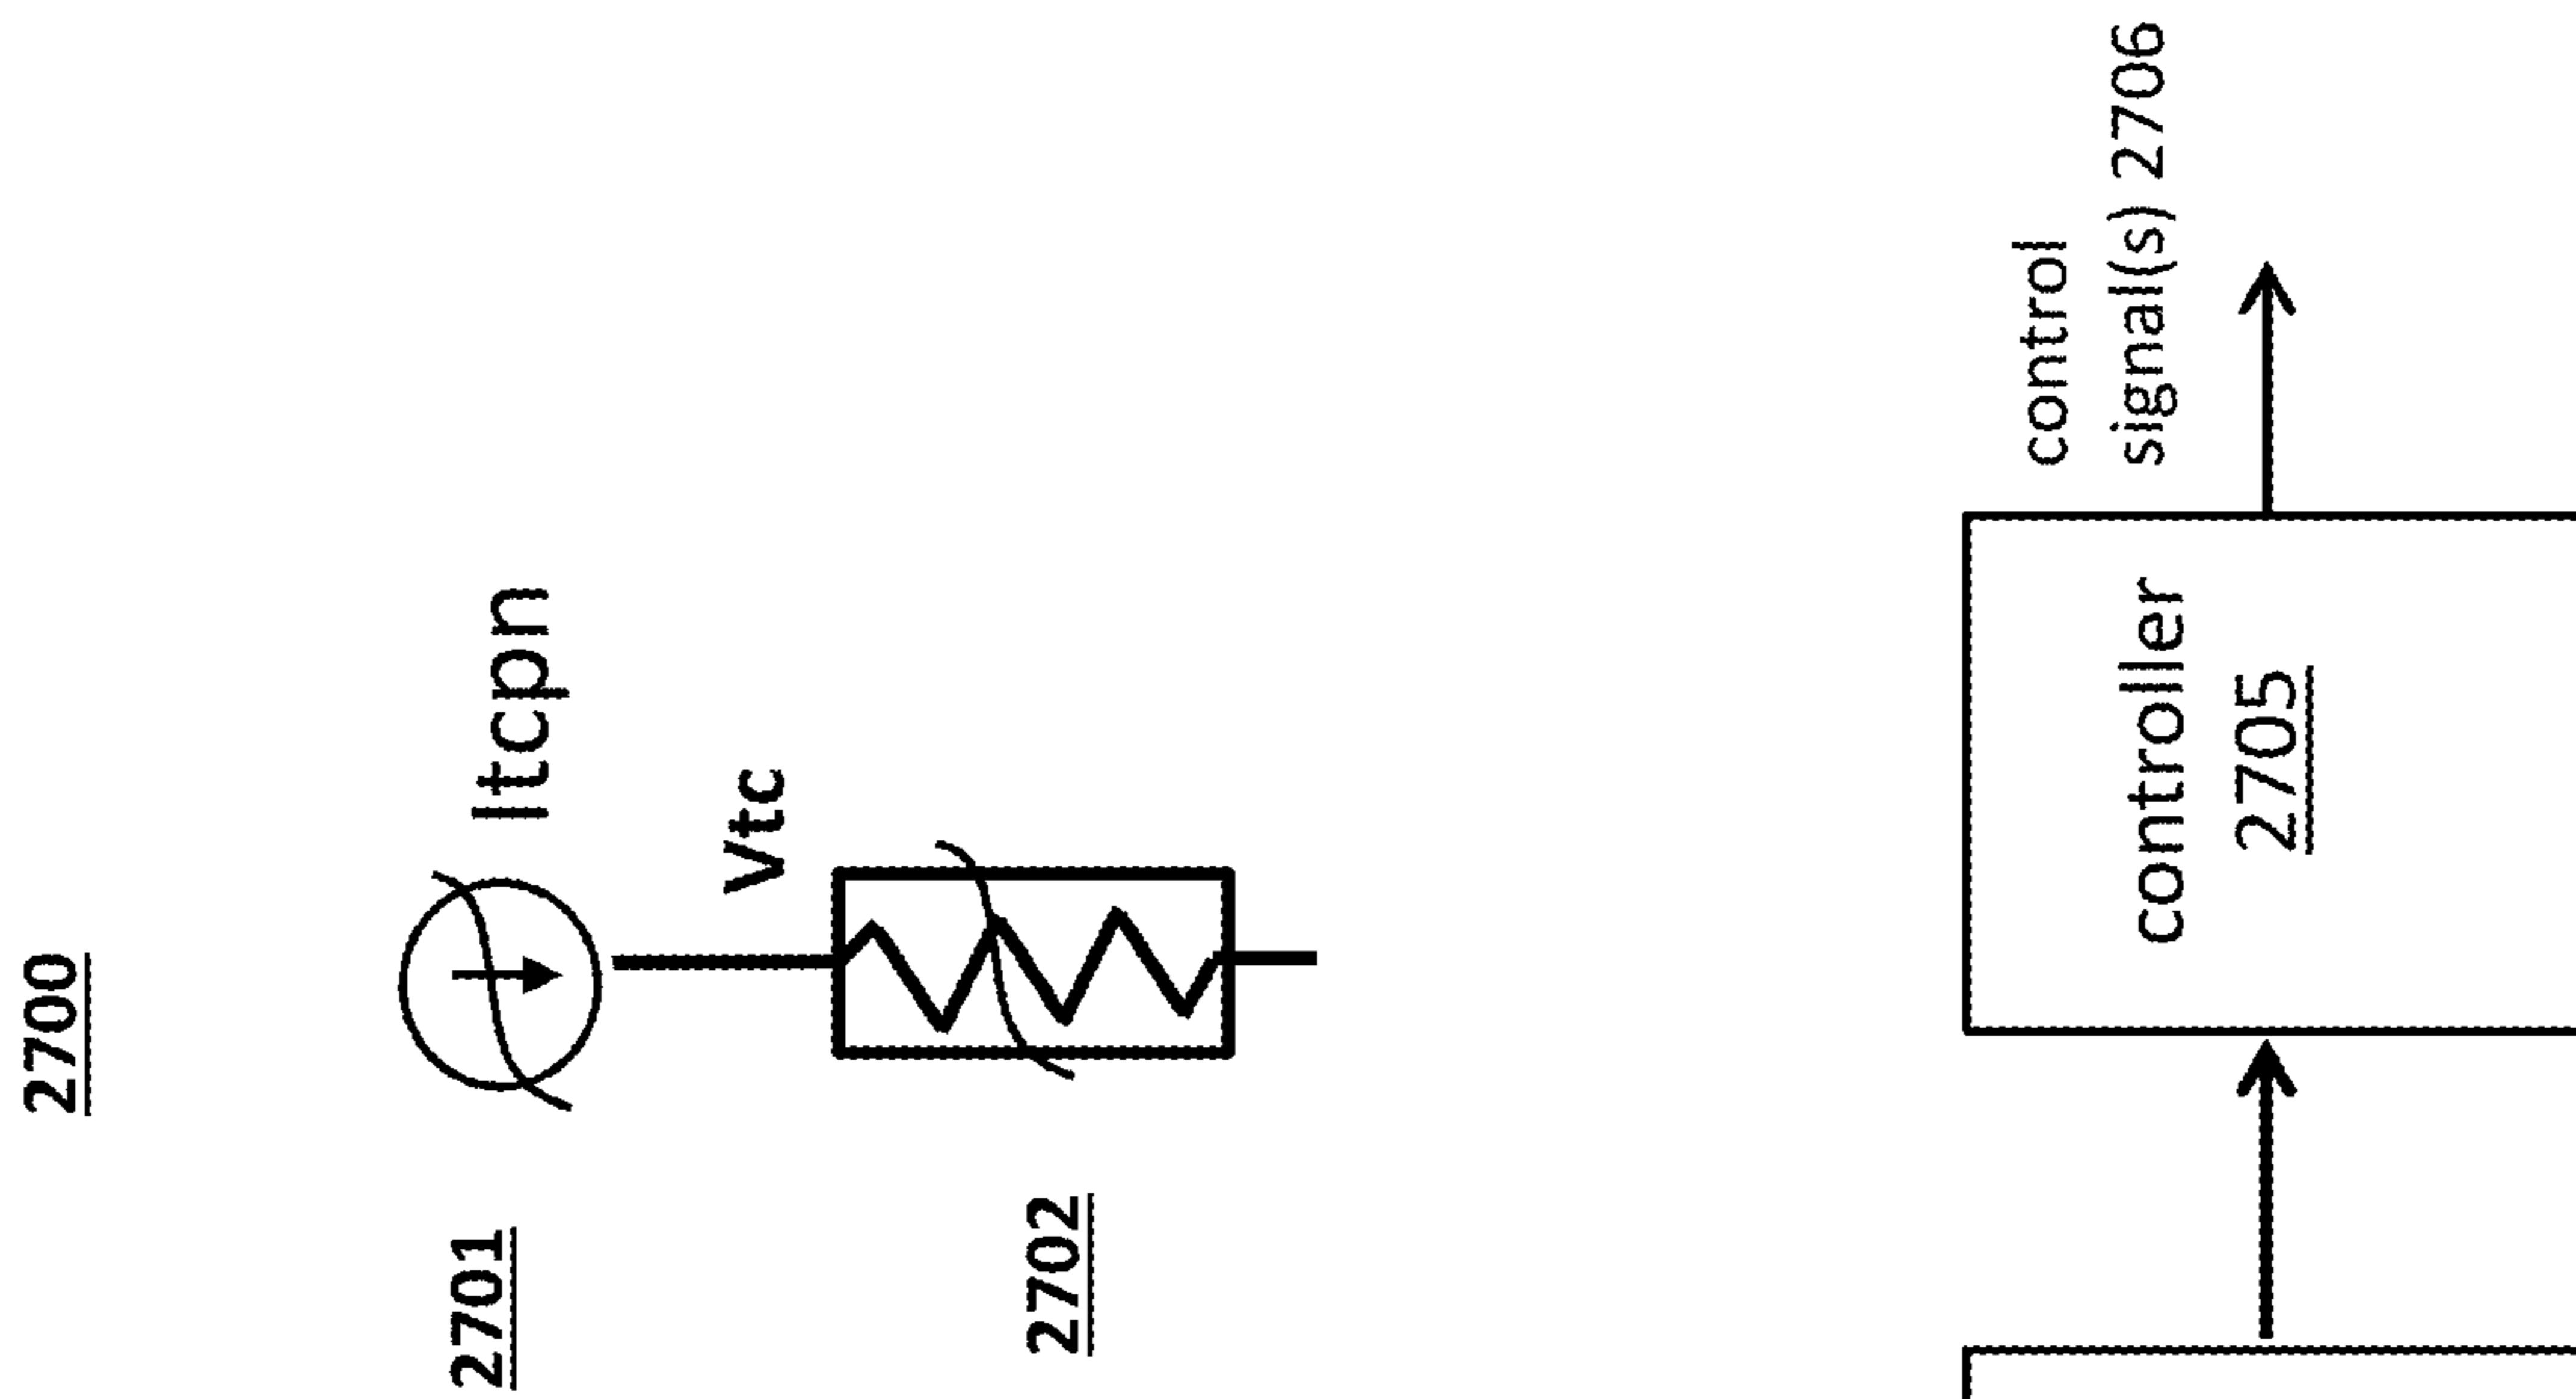 2700
2701
Itcpn
Vtc
2702
control
signal(s) 2706
controller
2705